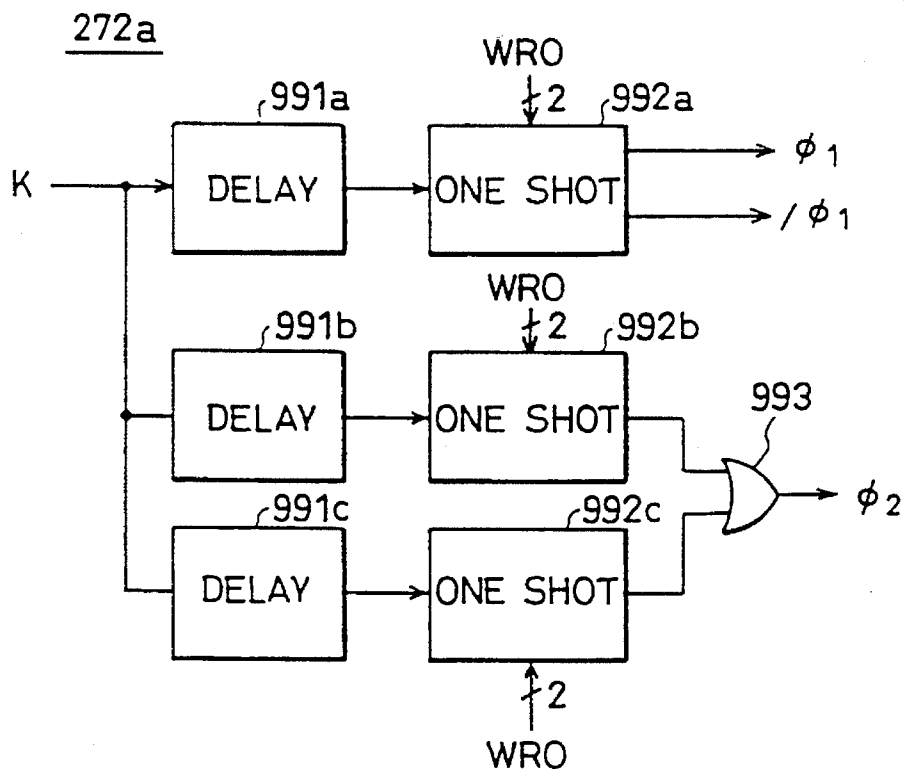 272a
WRO
991a
2
992a
K
DELAY
ONE SHOT
φ1
/φ1
WRO
991b
2
992b
DELAY
ONE SHOT
993
φ2
991c
992c
DELAY
ONE SHOT
2
WRO